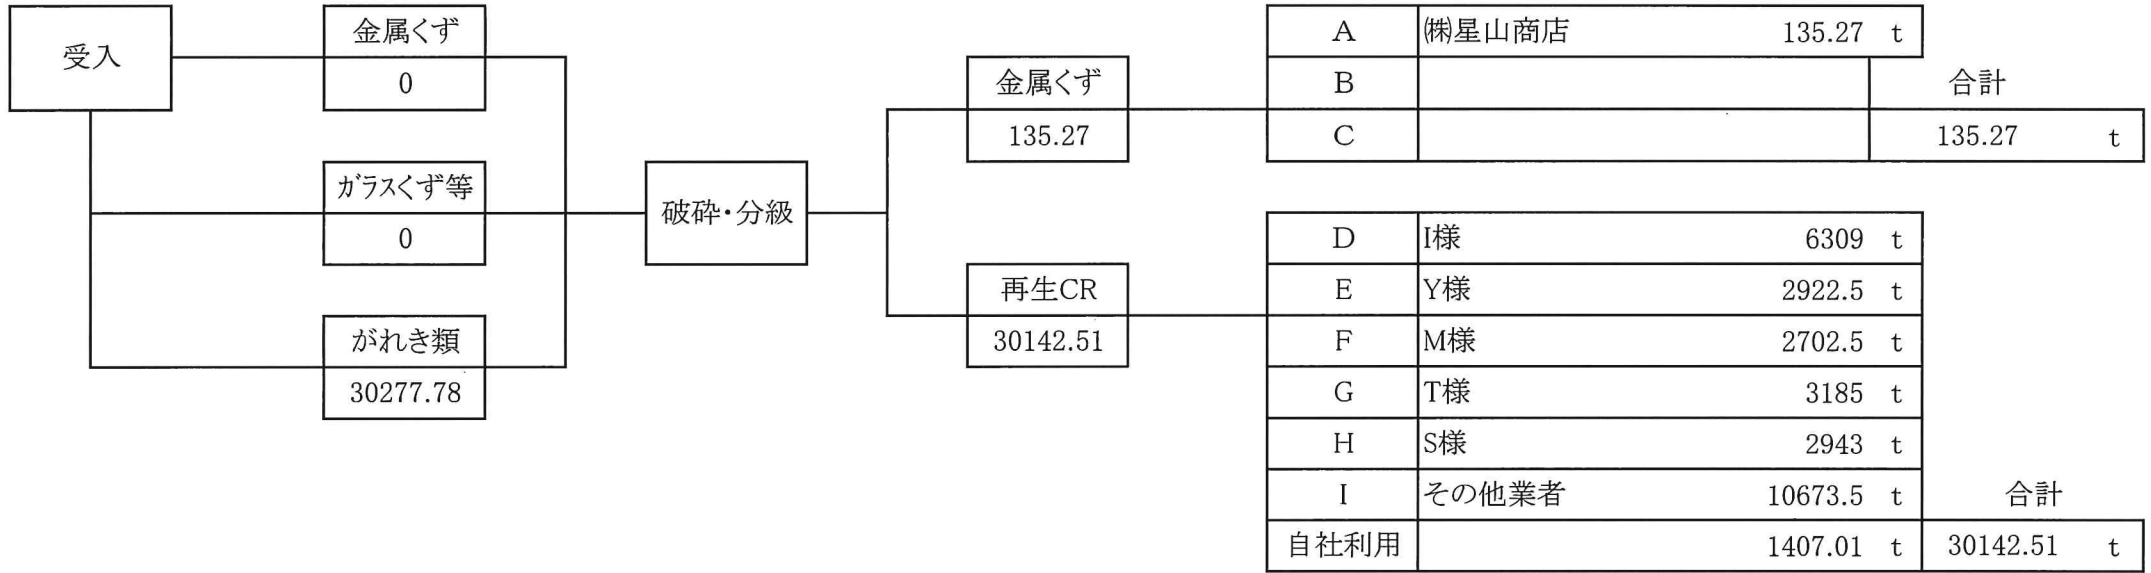 受入
金属くず
0
ガラスくず等
0
がれき類
30277.78
破砕・分級
金属くず
135.27
再生CR
30142.51
A ㈱星山商店 135.27 t
B 合計
C 135.27 t
D I様 6309 t
E Y様 2922.5 t
F M様 2702.5 t
G T様 3185 t
H S様 2943 t
I その他業者 10673.5 t 合計
自社利用 1407.01 t 30142.51 t